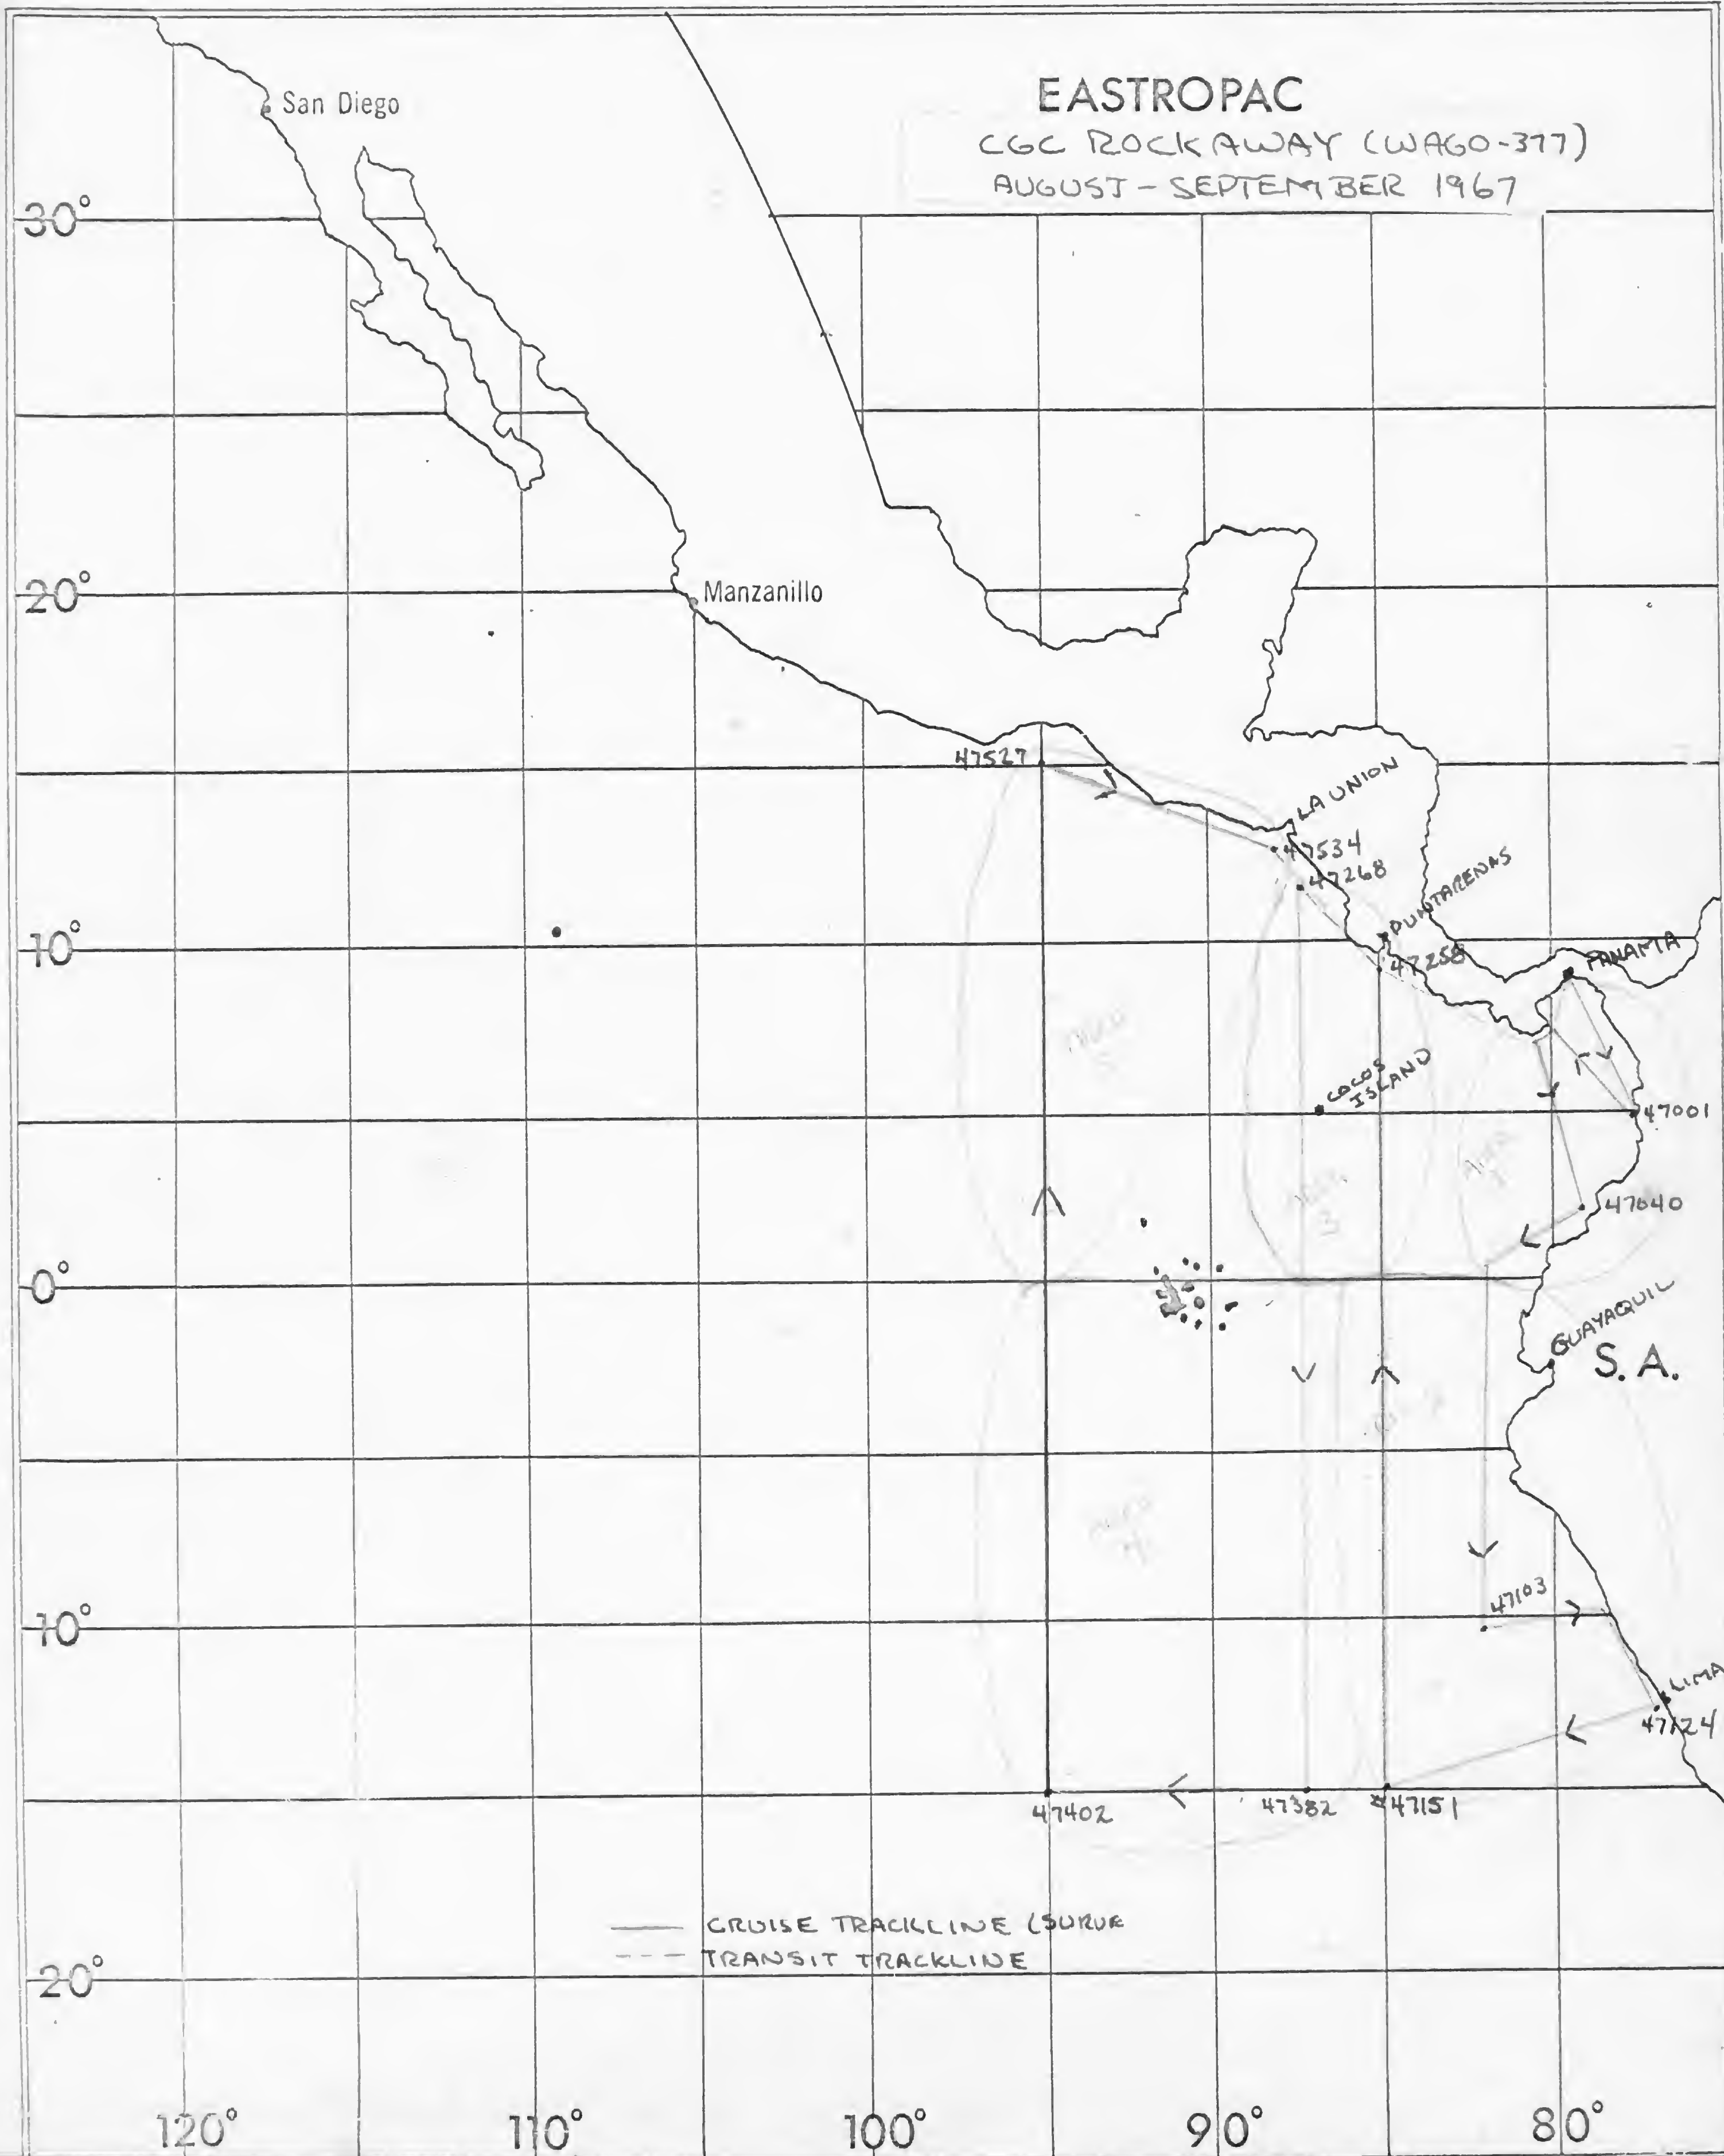 EASTROPAC
CGC ROCKAWAY (WAGO-377)
AUGUST - SEPTEMBER 1967
San Diego
30°
20°
Manzanillo
47527
LA UNION
47534
47268
PUNTARENAS
10°
47258
PANAMA
COCOS
ISLAND
47001
47040
0°
GUAYAQUIL
S. A.
3
47103
10°
LIMA
47124
47402
47382
47151
CRUISE TRACKLINE (SURVE
TRANSIT TRACKLINE
20°
120°
110°
100°
90°
80°